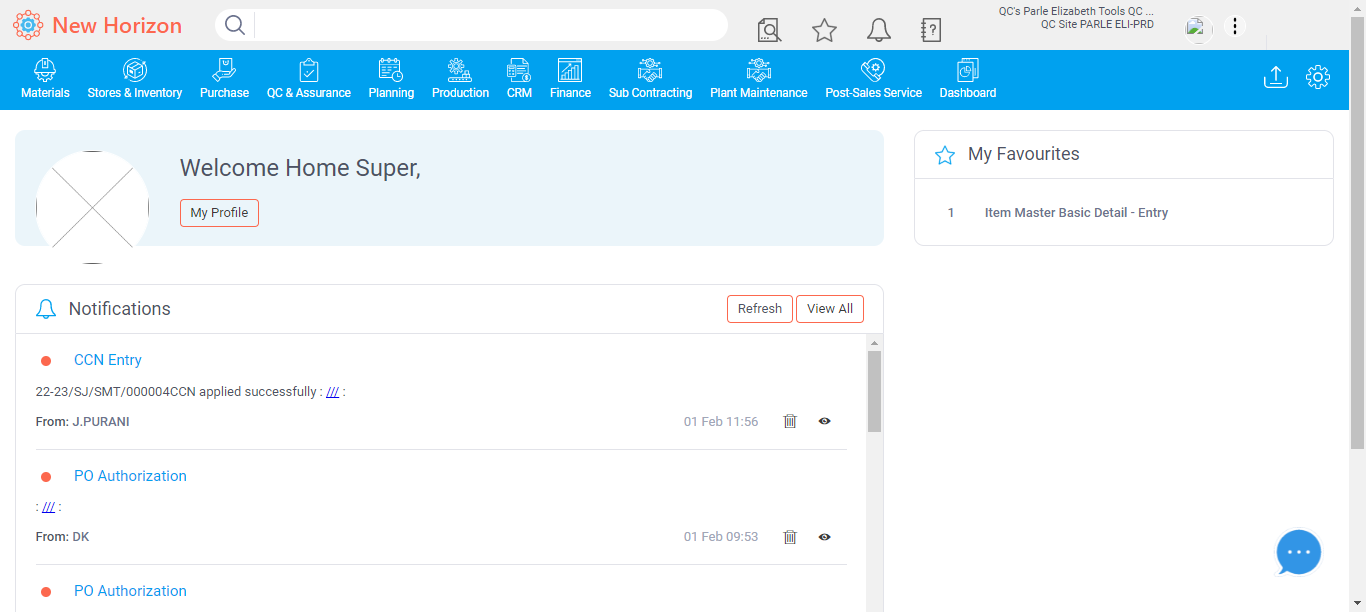 New Horizon
QC's Parle Elizabeth Tools QC ...
QC Site PARLE ELI-PRD
Materials
Stores & Inventory
Purchase
QC & Assurance
Planning
Production
CRM
Finance
Sub Contracting
Plant Maintenance
Post-Sales Service
Dashboard
Welcome Home Super,
My Profile
My Favourites
1 Item Master Basic Detail - Entry
Notifications
Refresh
View All
CCN Entry
22-23/SJ/SMT/000004CCN applied successfully : /// :
From: J.PURANI 01 Feb 11:56
PO Authorization
: /// :
From: DK 01 Feb 09:53
PO Authorization